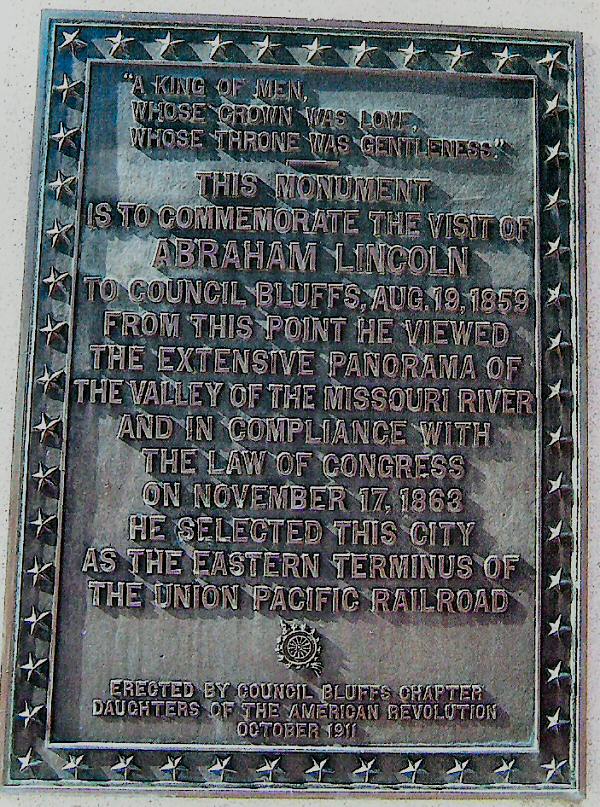 "A KING OF MEN,
WHOSE CROWN WAS LOVE,
WHOSE THRONE WAS GENTLENESS."
THIS MONUMENT
IS TO COMMEMORATE THE VISIT OF
ABRAHAM LINCOLN
TO COUNCIL BLUFFS, AUG. 19, 1859
FROM THIS POINT HE VIEWED
THE EXTENSIVE PANORAMA OF
THE VALLEY OF THE MISSOURI RIVER
AND IN COMPLIANCE WITH
THE LAW OF CONGRESS
ON NOVEMBER 17, 1863
HE SELECTED THIS CITY
AS THE EASTERN TERMINUS OF
THE UNION PACIFIC RAILROAD
ERECTED BY COUNCIL BLUFFS CHAPTER
DAUGHTERS OF THE AMERICAN REVOLUTION
OCTOBER 1911